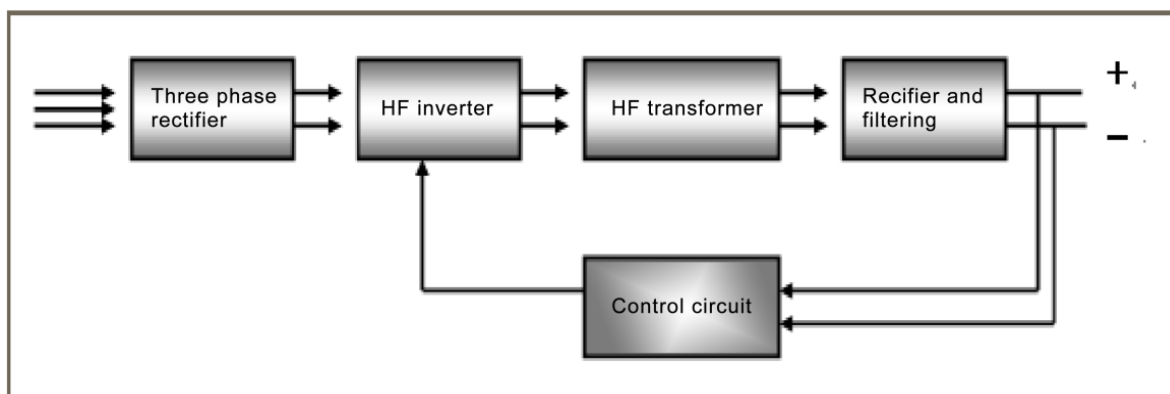 Three phase
rectifier
HF inverter
HF transformer
Recifier and
filtering
+
−
Control circuit